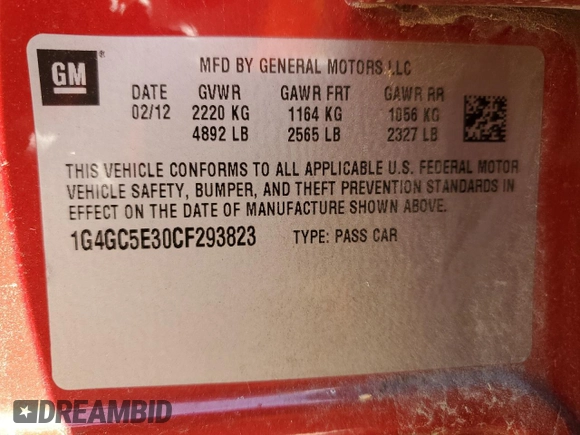 GM
MFD BY GENERAL MOTORS LLC
DATE GVWR GAWR FRT GAWR RR
02/12 2220 KG 1164 KG 1056 KG
4892 LB 2565 LB 2327 LB
THIS VEHICLE CONFORMS TO ALL APPLICABLE U.S. FEDERAL MOTOR
VEHICLE SAFETY, BUMPER, AND THEFT PREVENTION STANDARDS IN
EFFECT ON THE DATE OF MANUFACTURE SHOWN ABOVE.
1G4GC5E30CF293823 TYPE: PASS CAR
DREAMBID